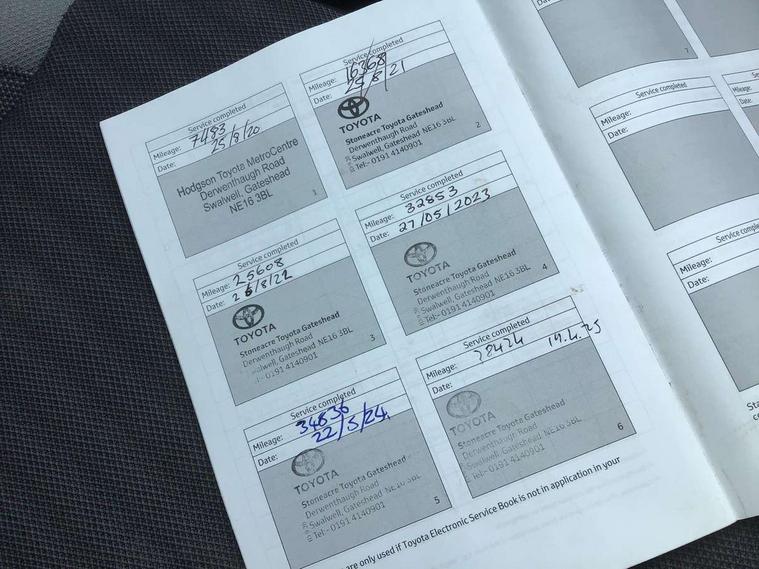 Service completed
Mileage: 7483
Date: 25/8/20
Hodgson Toyota MetroCentre
Derwenthaugh Road
Swalwell, Gateshead
NE16 3BL
1
Service completed
Mileage: 16368
Date: 25/8/21
TOYOTA
Stoneacre Toyota Gateshead
Derwenthaugh Road
Swalwell, Gateshead NE16 3BL
Tel:- 0191 4140901
2
Service completed
Mileage: 25608
Date: 26/8/22
TOYOTA
Stoneacre Toyota Gateshead
Derwenthaugh Road
Swalwell, Gateshead NE16 3BL
Tel:- 0191 4140901
3
Service completed
Mileage: 32853
Date: 27/05/2023
TOYOTA
Stoneacre Toyota Gateshead
Derwenthaugh Road
Swalwell, Gateshead NE16 3BL
Tel:- 0191 4140901
4
Service completed
Mileage: 34836
Date: 22/3/24
TOYOTA
Stoneacre Toyota Gateshead
Derwenthaugh Road
Swalwell, Gateshead NE16 3BL
Tel:- 0191 4140901
5
Service completed
Mileage: 38424 19.4.25
Date:
TOYOTA
Stoneacre Toyota Gateshead
Derwenthaugh Road
Swalwell, Gateshead NE16 3BL
Tel:- 0191 4140901
6
are only used if Toyota Electronic Service Book is not in application in your
Date:
7
Service completed
Mileage:
Date:
Service comple
Mileage:
Date:
Mileage:
Date:
Sta